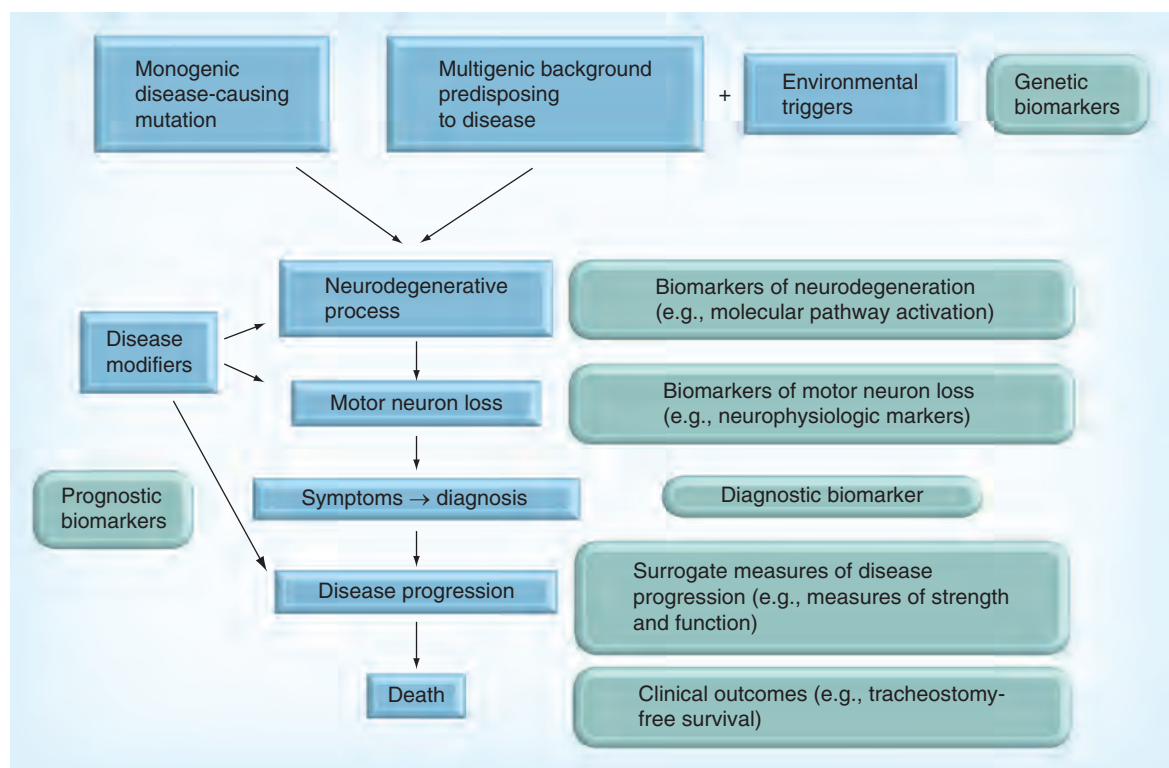 Monogenic
disease-causing
mutation
Multigenic background
predisposing
to disease
+
Environmental
triggers
Genetic
biomarkers
Neurodegenerative
process
Biomarkers of neurodegeneration
(e.g., molecular pathway activation)
Disease
modifiers
Motor neuron loss
Biomarkers of motor neuron loss
(e.g., neurophysiologic markers)
Prognostic
biomarkers
Symptoms → diagnosis
Diagnostic biomarker
Disease progression
Surrogate measures of disease
progression (e.g., measures of strength
and function)
Death
Clinical outcomes (e.g., tracheostomy-
free survival)